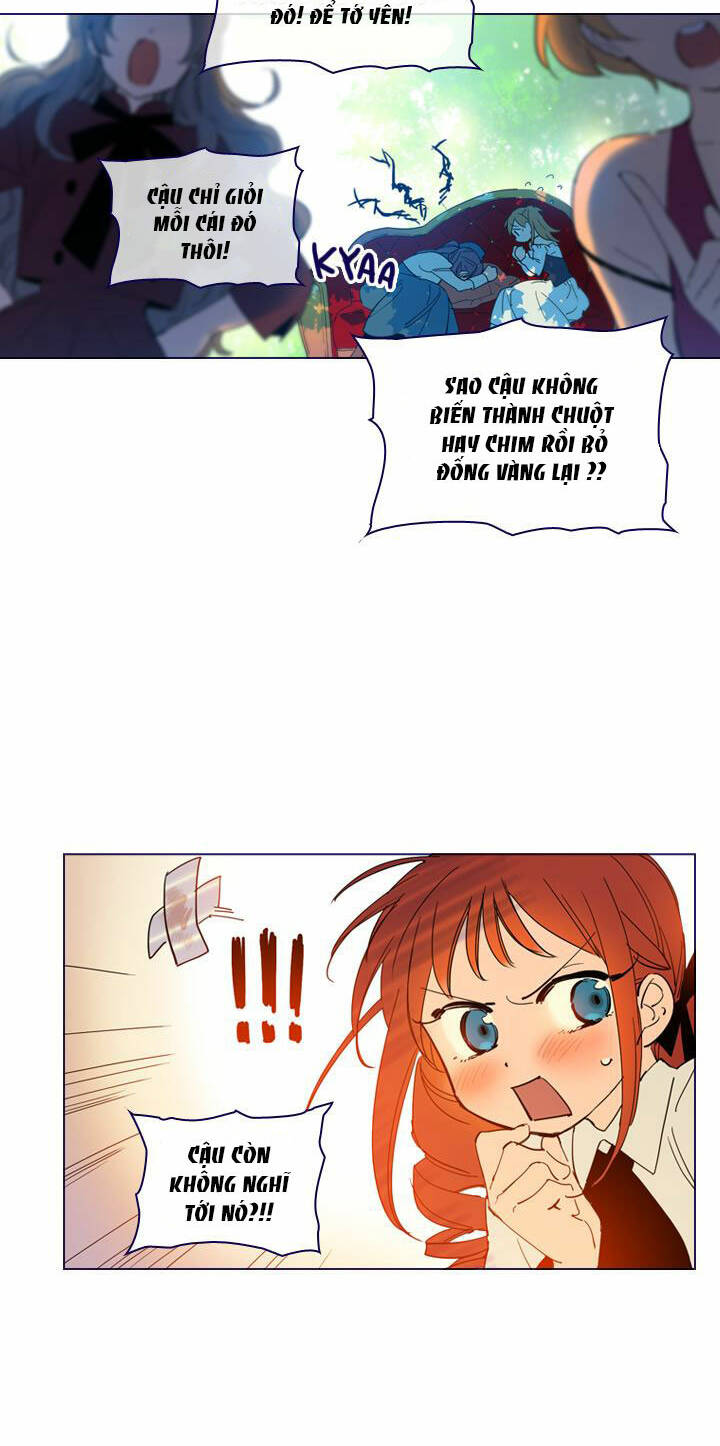 ĐÓ! ĐỂ TỚ YÊN!
CẬU CHỈ GIỎI
MỖI CÁI ĐÓ
THÔI!
KYAA
SAO CẬU KHÔNG
BIẾN THÀNH CHUỘT
HAY CHIM RỒI BỎ
ĐỐNG VÀNG LẠI ??
!!!
CẬU CÒN
KHÔNG NGHĨ
TỚI NÓ?!!